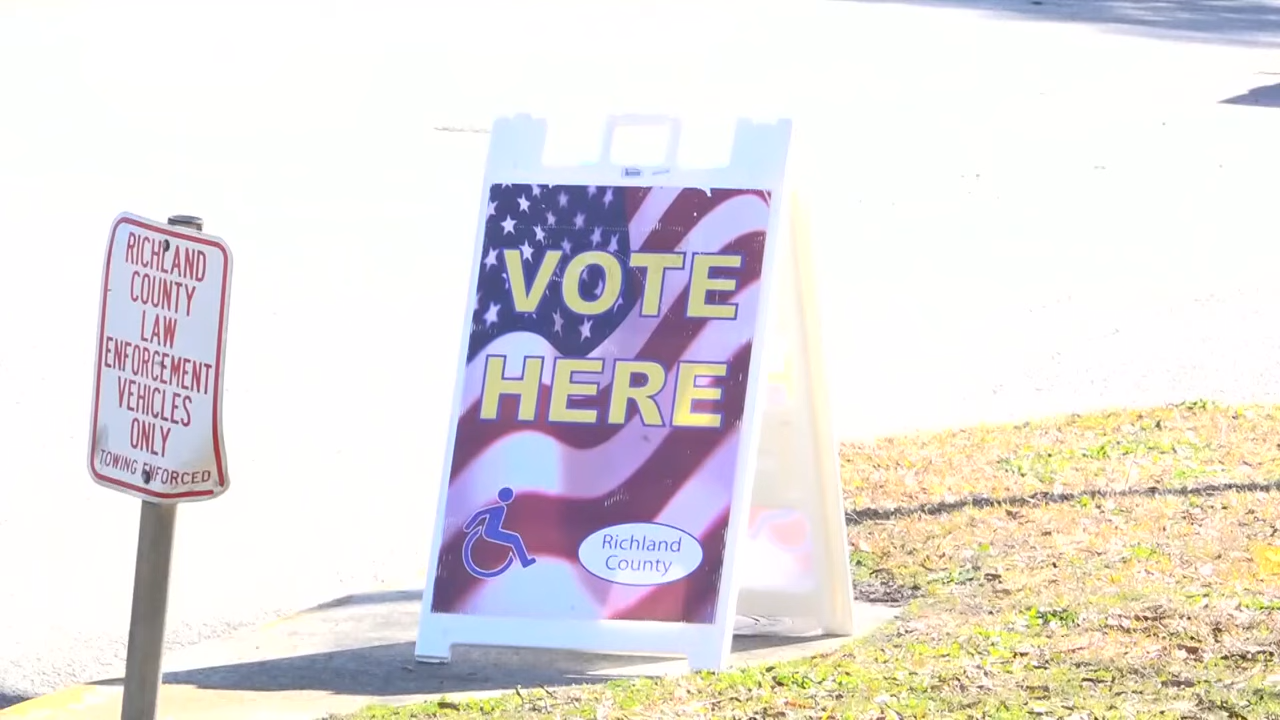 RICHLAND
COUNTY
LAW
ENFORCEMENT
VEHICLES
ONLY
TOWING ENFORCED
VOTE
HERE
Richland
County